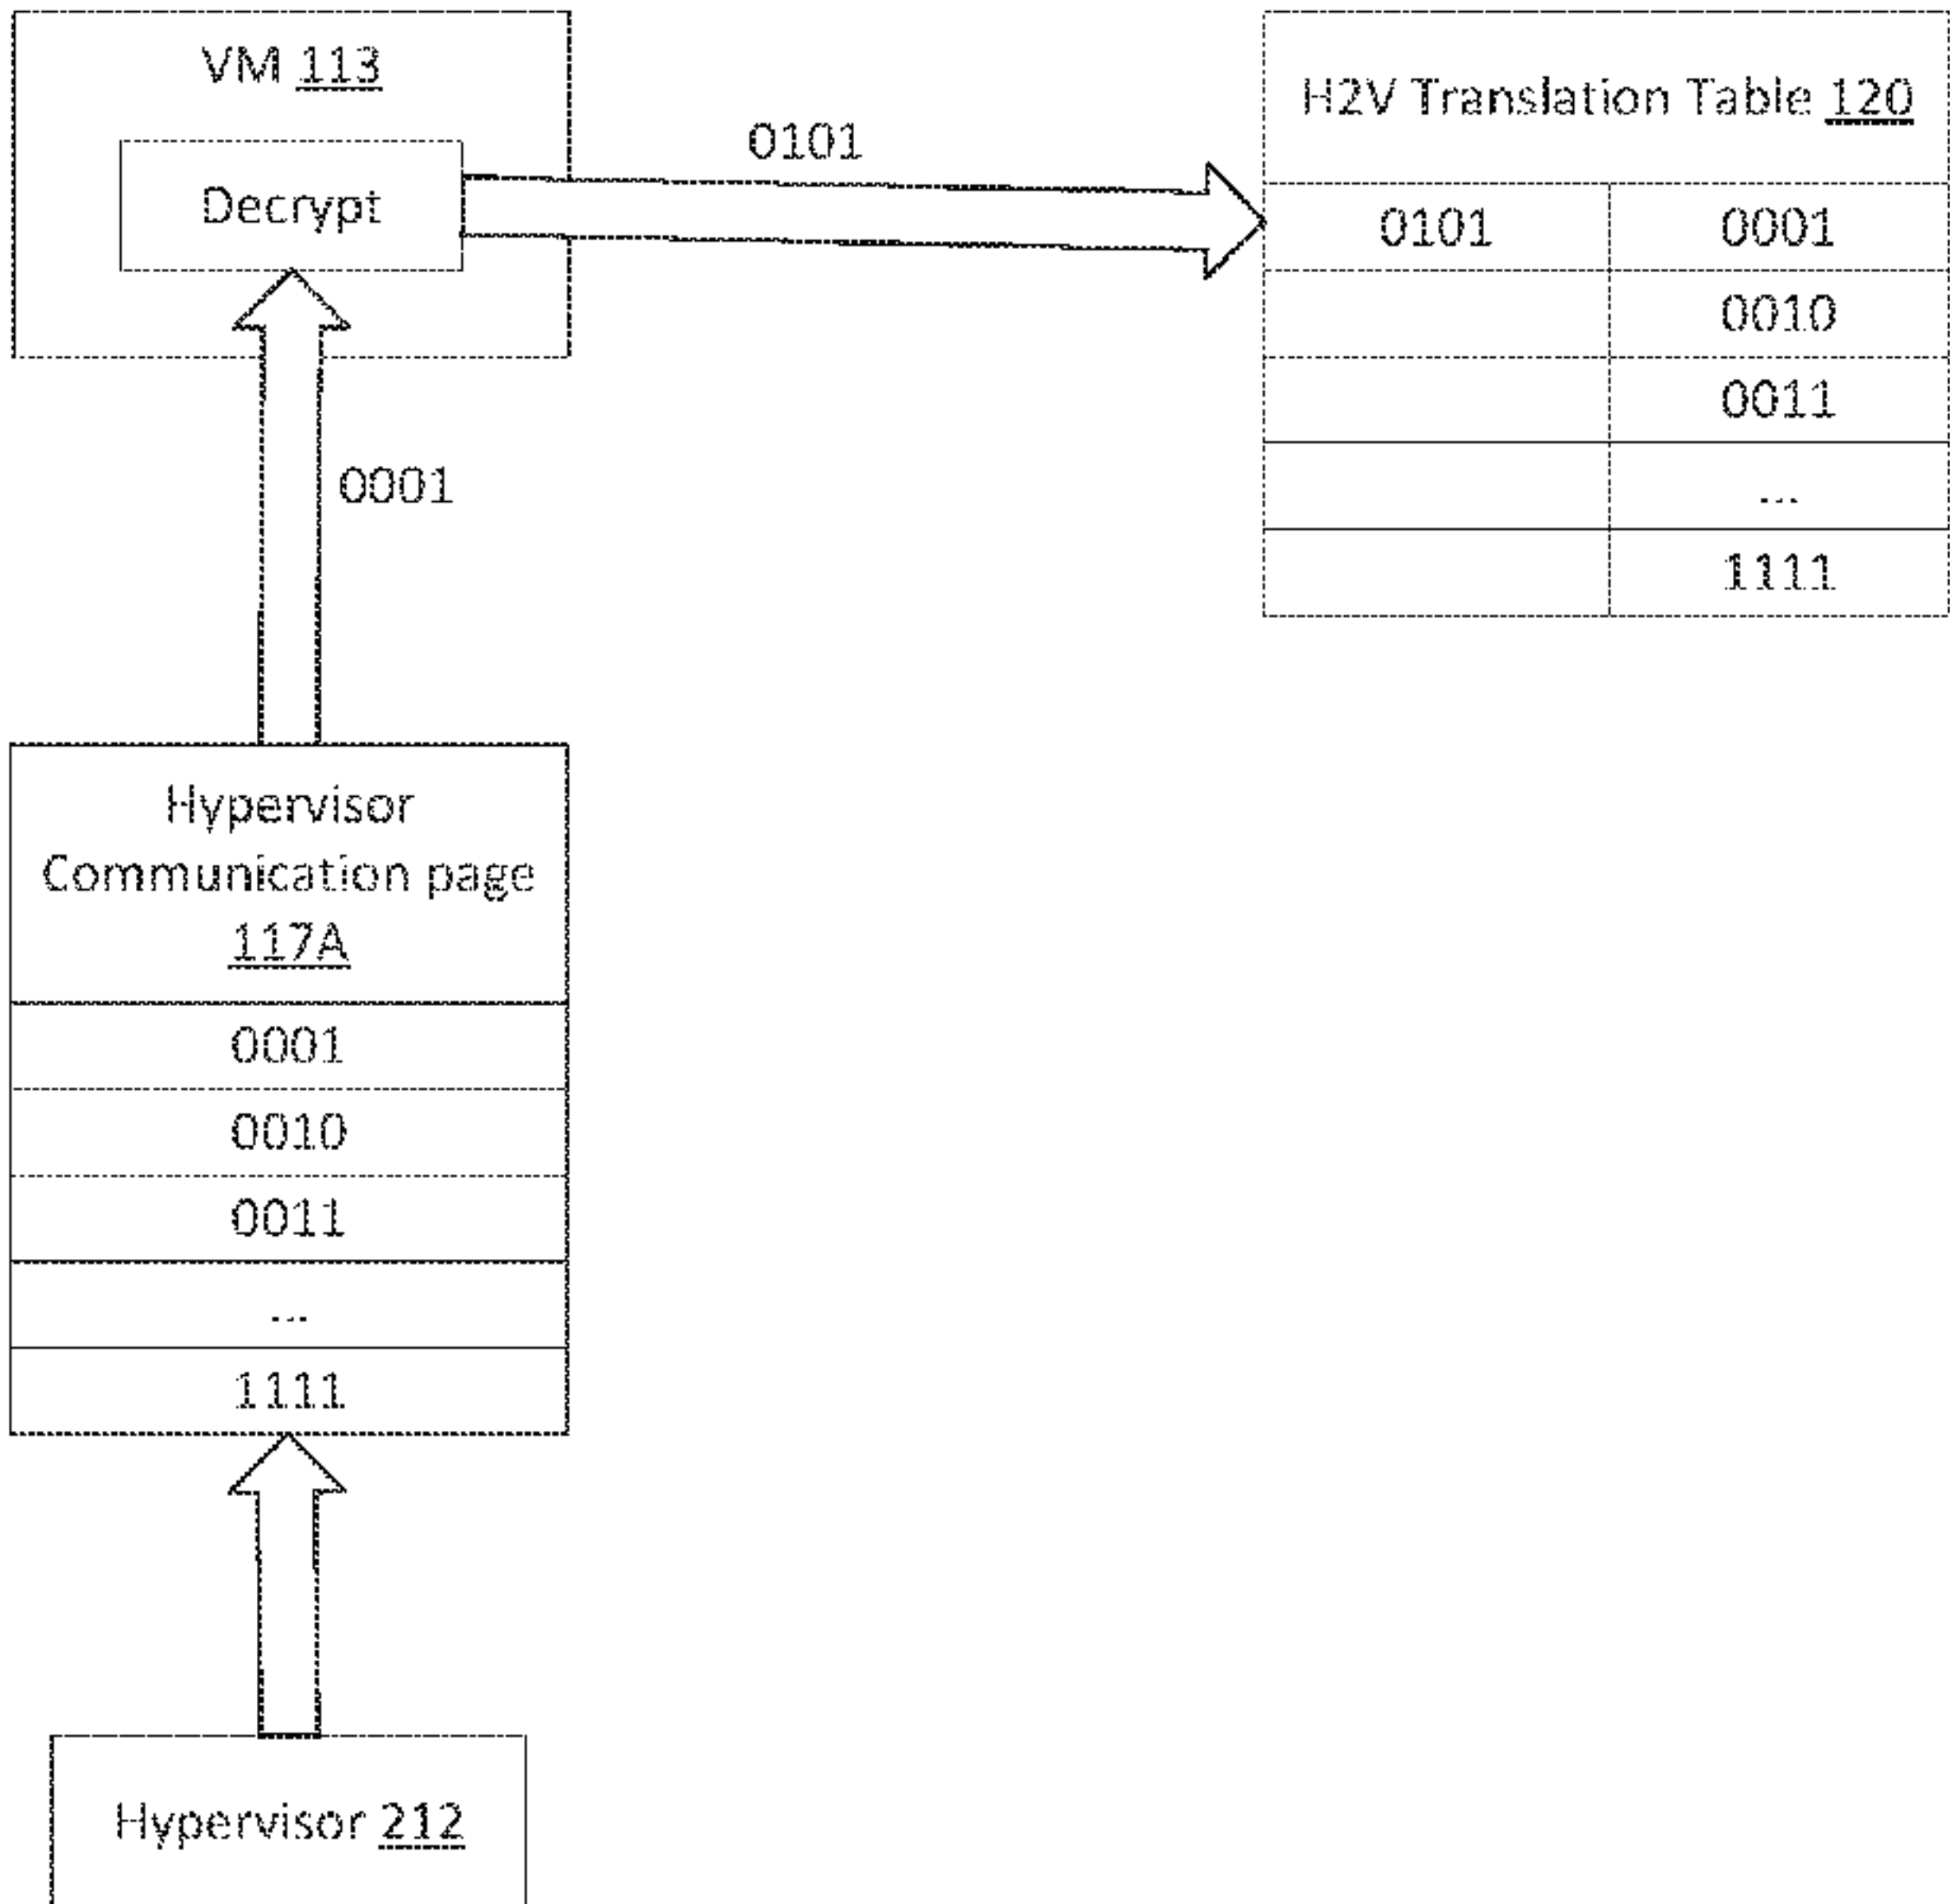 VM 113
Decrypt
0101
H2V Translation Table 120
0101 0001
0010
0011
...
1111
0001
Hypervisor
Communication page
117A
0001
0010
0011
...
1111
Hypervisor 212